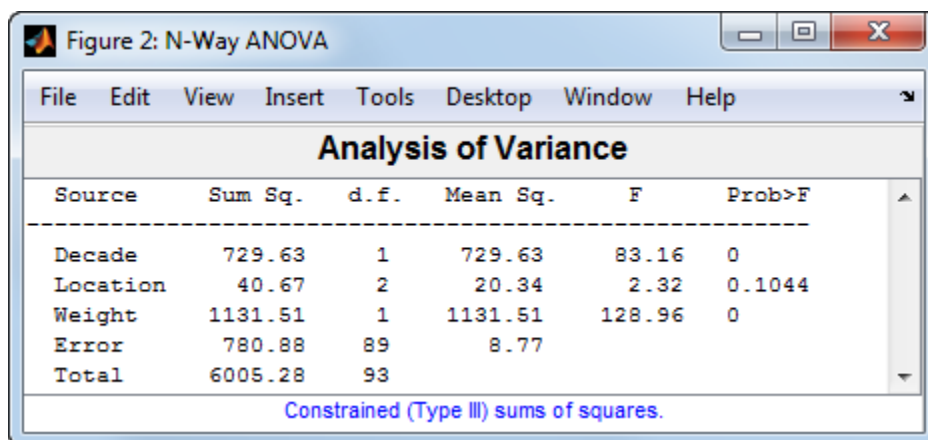 Figure 2: N-Way ANOVA
File Edit View Insert Tools Desktop Window Help
Analysis of Variance
Source Sum Sq. d.f. Mean Sq. F Prob>F
--------------------------------------------------------
Decade 729.63 1 729.63 83.16 0
Location 40.67 2 20.34 2.32 0.1044
Weight 1131.51 1 1131.51 128.96 0
Error 780.88 89 8.77
Total 6005.28 93
Constrained (Type III) sums of squares.